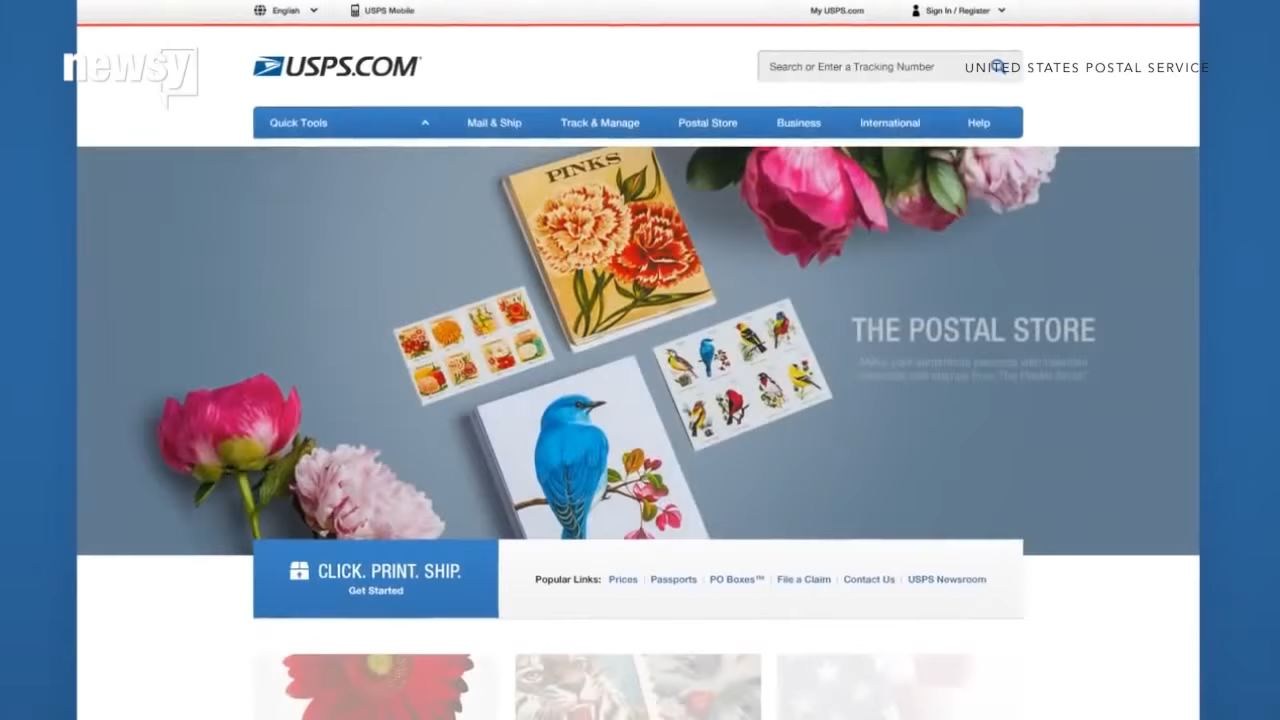 English
USPS Mobile
My USPS.com
Sign In / Register
newsy
USPS.COM
Search or Enter a Tracking Number
UNITED STATES POSTAL SERVICE
Quick Tools
Mail & Ship
Track & Manage
Postal Store
Business
International
Help
PINKS
THE POSTAL STORE
CLICK. PRINT. SHIP.
Get Started
Popular Links: Prices | Passports | PO Boxes™ | File a Claim | Contact Us | USPS Newsroom